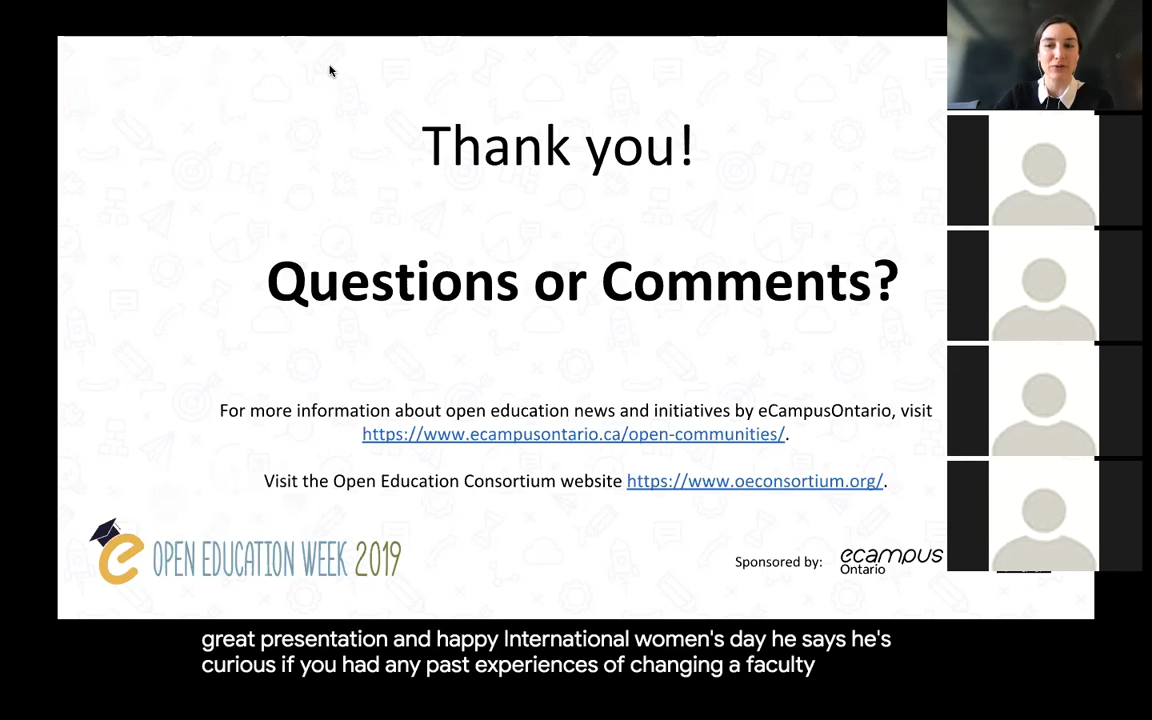 Thank you!
Questions or Comments?
For more information about open education news and initiatives by eCampusOntario, visit
https://www.ecampusontario.ca/open-communities/.
Visit the Open Education Consortium website https://www.oeconsortium.org/.
e OPEN EDUCATION WEEK 2019
Sponsored by: ecampus
Ontario
great presentation and happy International women's day he says he's
curious if you had any past experiences of changing a faculty